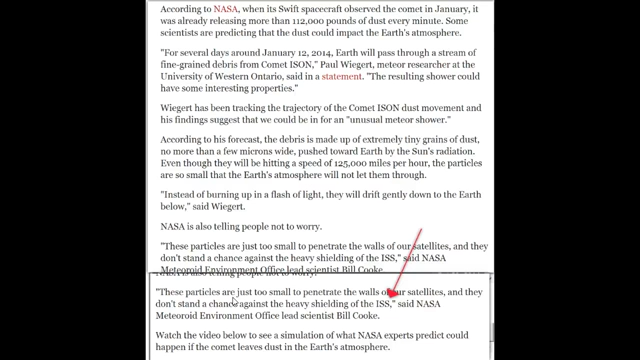 According to NASA, when its Swift spacecraft observed the comet in January, it
was already releasing more than 112,000 pounds of dust every minute. Some
scientists are predicting that the dust could impact the Earth's atmosphere.
"For several days around January 12, 2014, Earth will pass through a stream of
fine-grained debris from Comet ISON," Paul Wiegert, meteor researcher at the
University of Western Ontario, said in a statement. "The resulting shower could
have some interesting properties."
Wiegert has been tracking the trajectory of the Comet ISON dust movement and
his findings suggest that we could be in for an "unusual meteor shower."
According to his forecast, the debris is made up of extremely tiny grains of dust,
no more than a few microns wide, pushed toward Earth by the Sun's radiation.
Even though they will be hitting a speed of 125,000 miles per hour, the particles
are so small that the Earth's atmosphere will not let them through.
"Instead of burning up in a flash of light, they will drift gently down to the Earth
below," said Wiegert.
NASA is also telling people not to worry.
"These particles are just too small to penetrate the walls of our satellites, and they
don't stand a chance against the heavy shielding of the ISS," said NASA
Meteoroid Environment Office lead scientist Bill Cooke.
NASA is also telling people not to worry.
"These particles are just too small to penetrate the walls of our satellites, and they
don't stand a chance against the heavy shielding of the ISS," said NASA
Meteoroid Environment Office lead scientist Bill Cooke.
Watch the video below to see a simulation of what NASA experts predict could
happen if the comet leaves dust in the Earth's atmosphere.